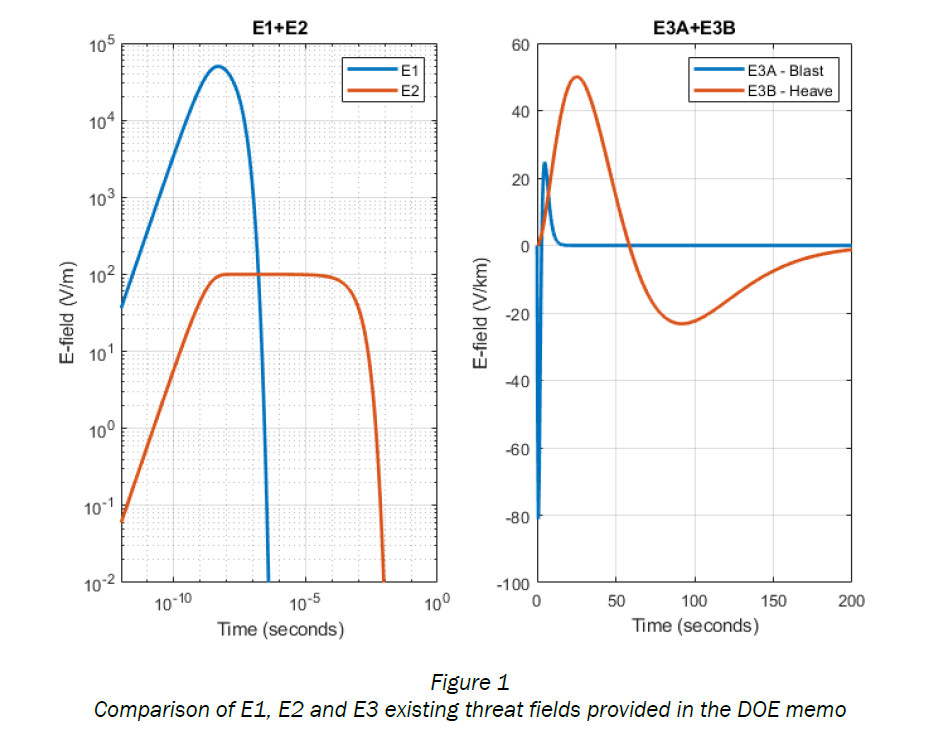 E1+E2
E1
E2
10^5
10^4
10^3
10^2
10^1
10^0
10^-1
10^-2
E-field (V/m)
10^-10
10^-5
10^0
Time (seconds)
E3A+E3B
E3A - Blast
E3B - Heave
60
40
20
0
-20
-40
-60
-80
-100
E-field (V/km)
0
50
100
150
200
Time (seconds)
Figure 1
Comparison of E1, E2 and E3 existing threat fields provided in the DOE memo